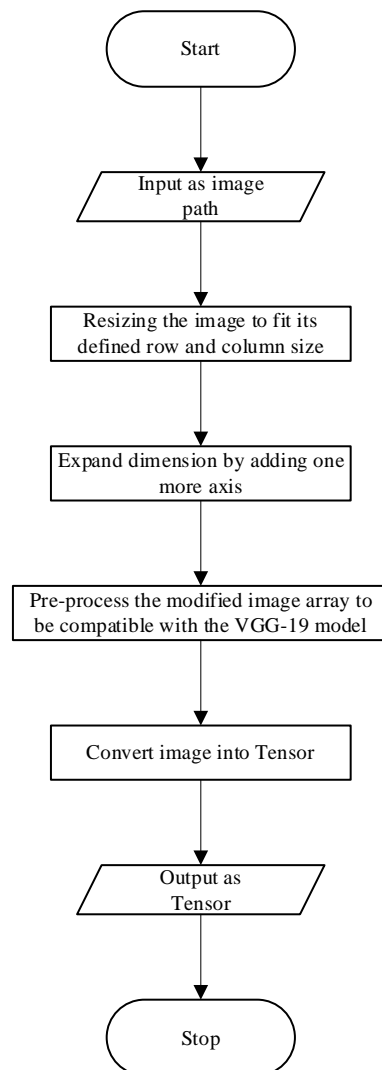 Start
Input as image
path
Resizing the image to fit its
defined row and column size
Expand dimension by adding one
more axis
Pre-process the modified image array to
be compatible with the VGG-19 model
Convert image into Tensor
Output as
Tensor
Stop